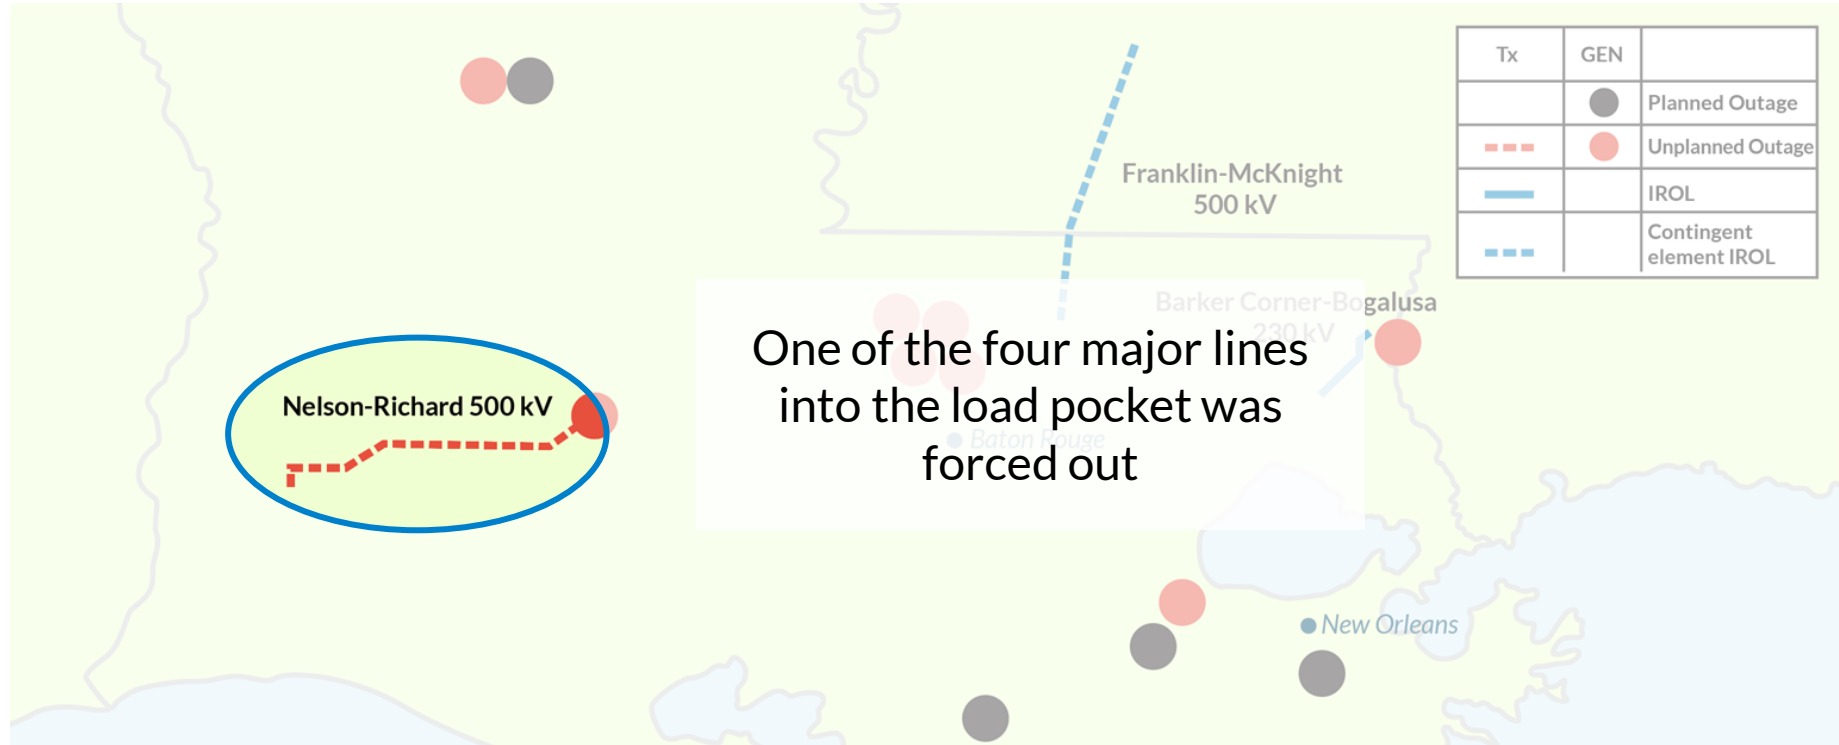 Tx GEN
Planned Outage
Unplanned Outage
IROL
Contingent
element IROL
Franklin-McKnight
500 kV
Barker Corner-Bogalusa
230 kV
One of the four major lines
into the load pocket was
forced out
Nelson-Richard 500 kV
Baton Rouge
New Orleans